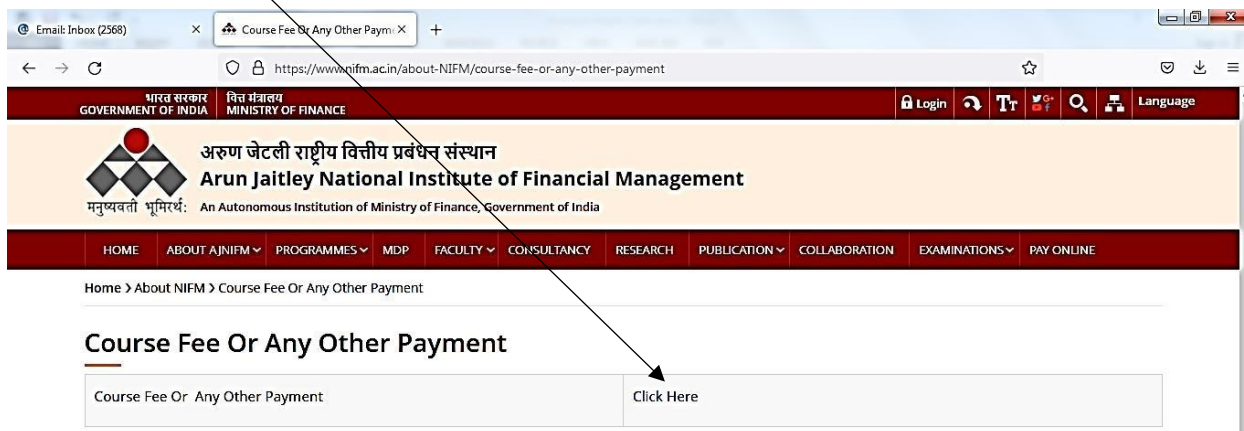 Email: Inbox (2568)
Course Fee Or Any Other Paym
https://www.nifm.ac.in/about-NIFM/course-fee-or-any-other-payment
भारत सरकार
GOVERNMENT OF INDIA
वित्त मंत्रालय
MINISTRY OF FINANCE
Login
TT
Language
अरुण जेटली राष्ट्रीय वित्तीय प्रबंधन संस्थान
Arun Jaitley National Institute of Financial Management
मनुष्यवती भूमिरर्थ:
An Autonomous Institution of Ministry of Finance, Government of India
HOME ABOUT AJNIFM PROGRAMMES MDP FACULTY CONSULTANCY RESEARCH PUBLICATION COLLABORATION EXAMINATIONS PAY ONLINE
Home > About NIFM > Course Fee Or Any Other Payment
Course Fee Or Any Other Payment
Course Fee Or Any Other Payment
Click Here